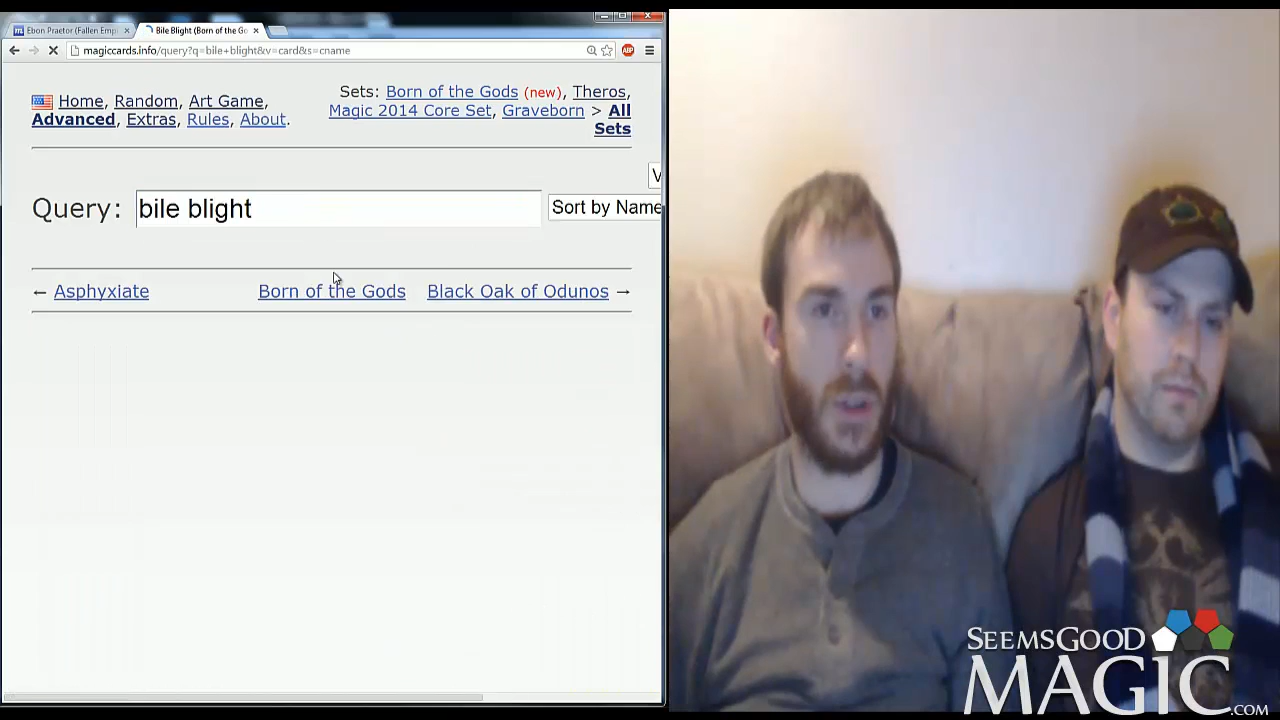 Ebon Praetor (Fallen Emp
Bile Blight (Born of the Go
magiccards.info/query?q=bile+blight&v=card&s=cname
ABP
Home, Random, Art Game,
Advanced, Extras, Rules, About.
Sets: Born of the Gods (new), Theros,
Magic 2014 Core Set, Graveborn > All
Sets
V
Query: bile blight Sort by Name
← Asphyxiate Born of the Gods Black Oak of Odunos →
SEEMSGOOD
MAGIC.COM